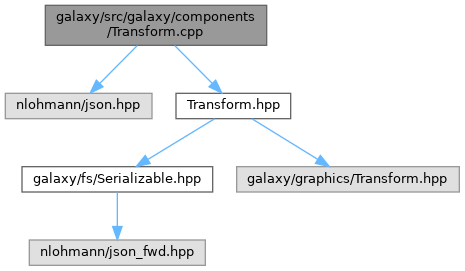 galaxy/src/galaxy/components
/Transform.cpp
nlohmann/json.hpp
Transform.hpp
galaxy/fs/Serializable.hpp
galaxy/graphics/Transform.hpp
nlohmann/json_fwd.hpp